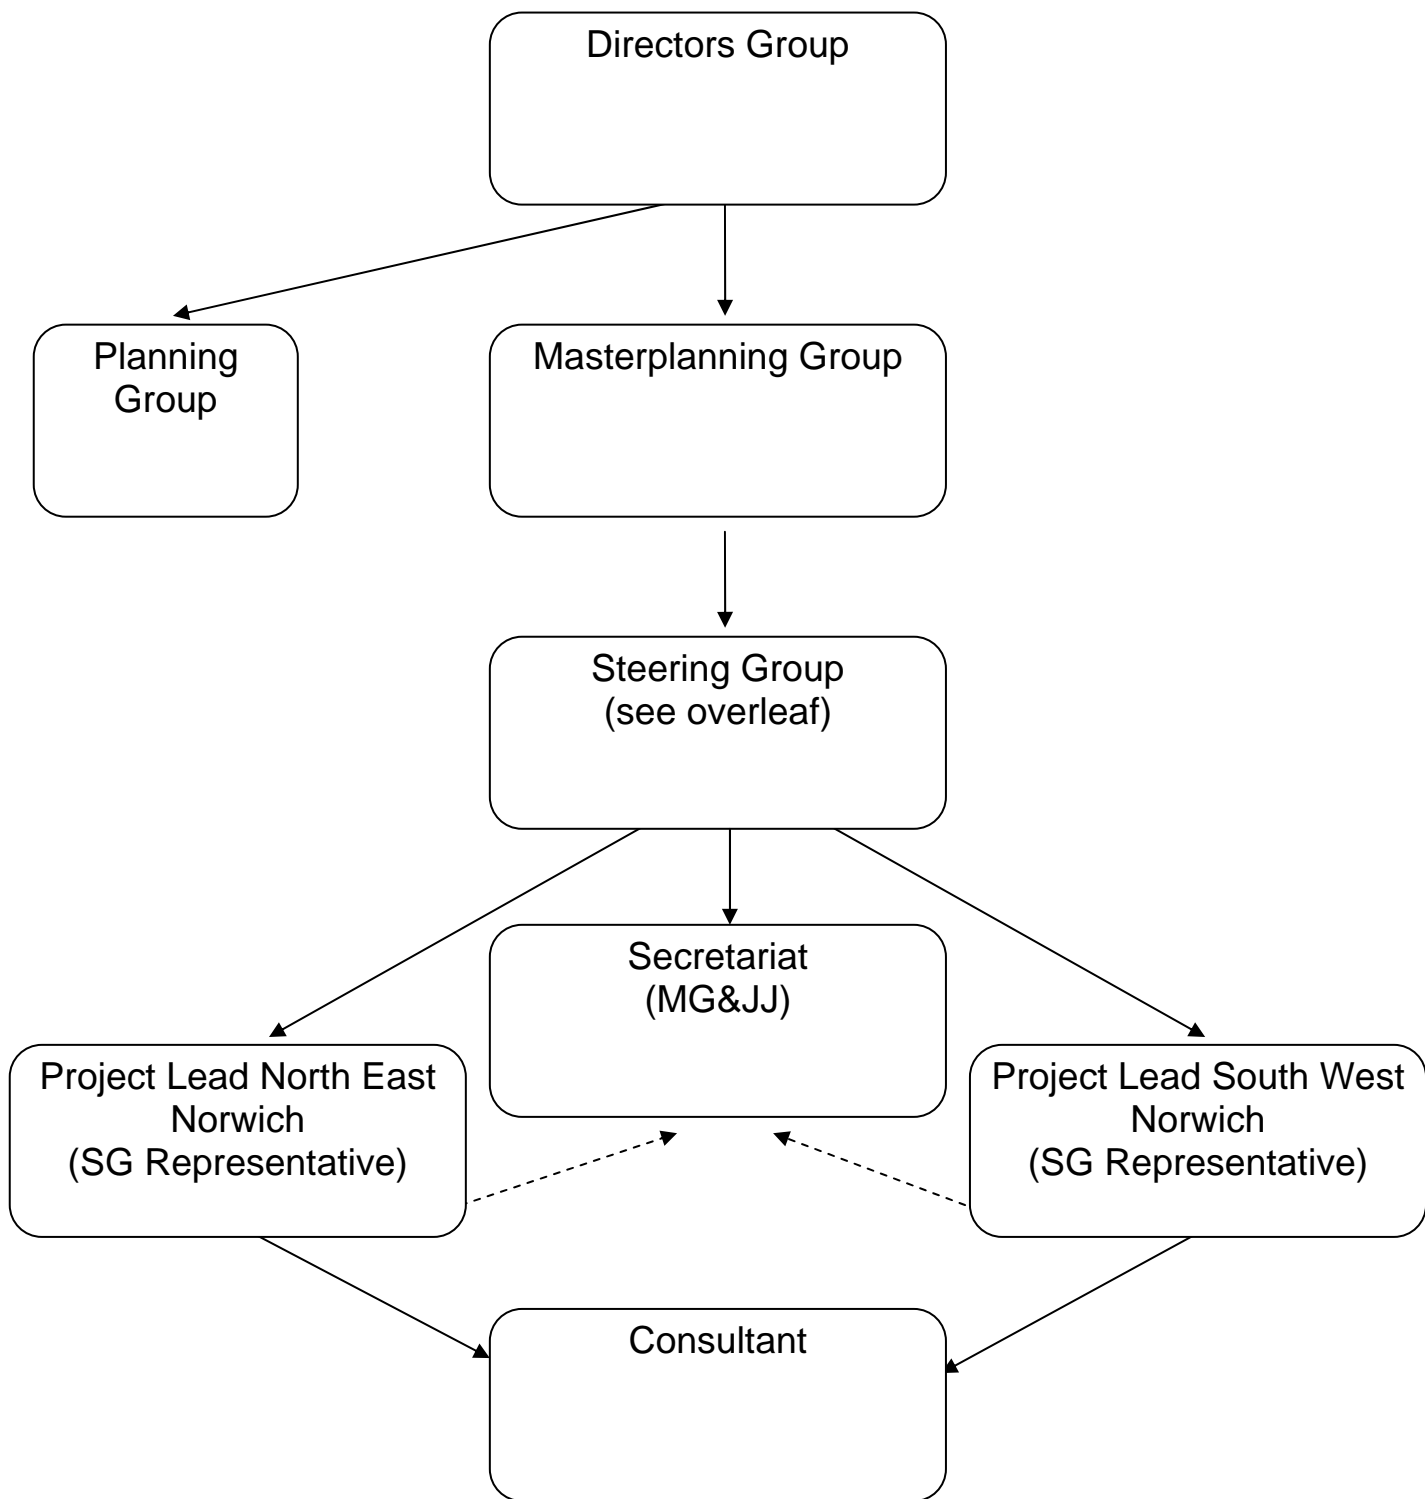 Directors Group
Planning
Group
Masterplanning Group
Steering Group
(see overleaf)
Secretariat
(MG&JJ)
Project Lead North East
Norwich
(SG Representative)
Project Lead South West
Norwich
(SG Representative)
Consultant